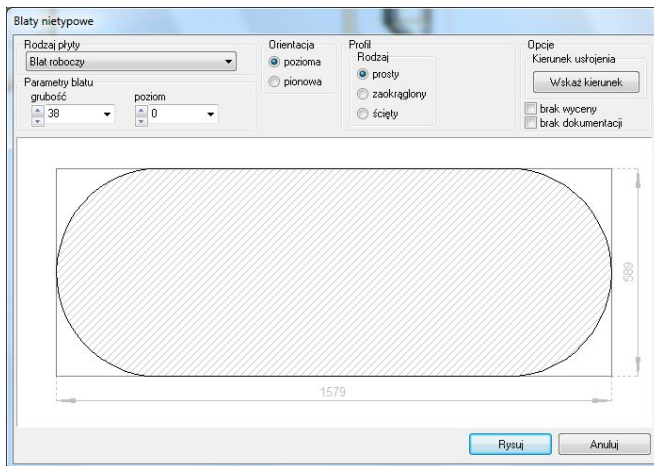 Blaty nietypowe
Rodzaj płyty
Blat roboczy
Parametry blatu
grubość
poziom
38
0
Orientacja
pozioma
pionowa
Profil
Rodzaj
prosty
zaokrąglony
ścięty
Opcje
Kierunek usłojenia
Wskaż kierunek
brak wyceny
brak dokumentacji
589
1579
Rysuj
Anuluj